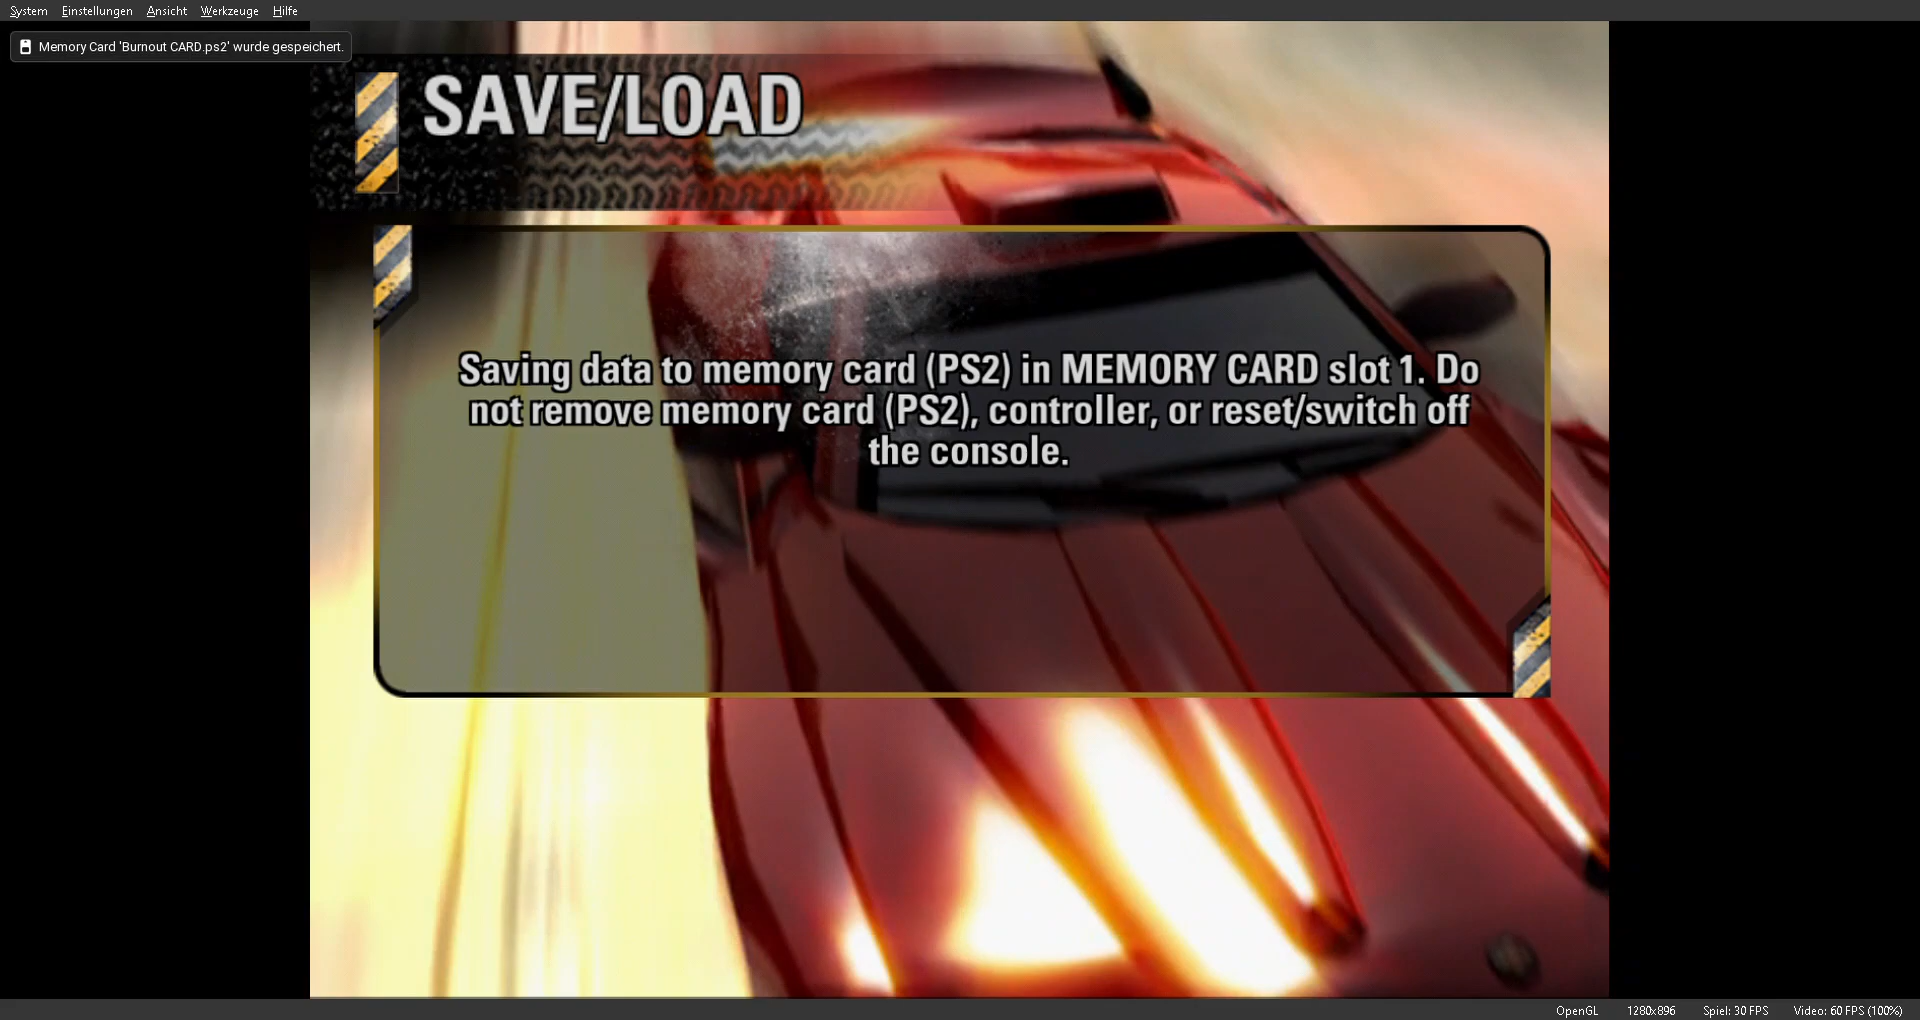 System Einstellungen Ansicht Werkzeuge Hilfe
Memory Card 'Burnout CARD.ps2' wurde gespeichert.
SAVE/LOAD
Saving data to memory card (PS2) in MEMORY CARD slot 1. Do
not remove memory card (PS2), controller, or reset/switch off
the console.
OpenGL 1280x896 Spiel: 30 FPS Video: 60 FPS (100%)